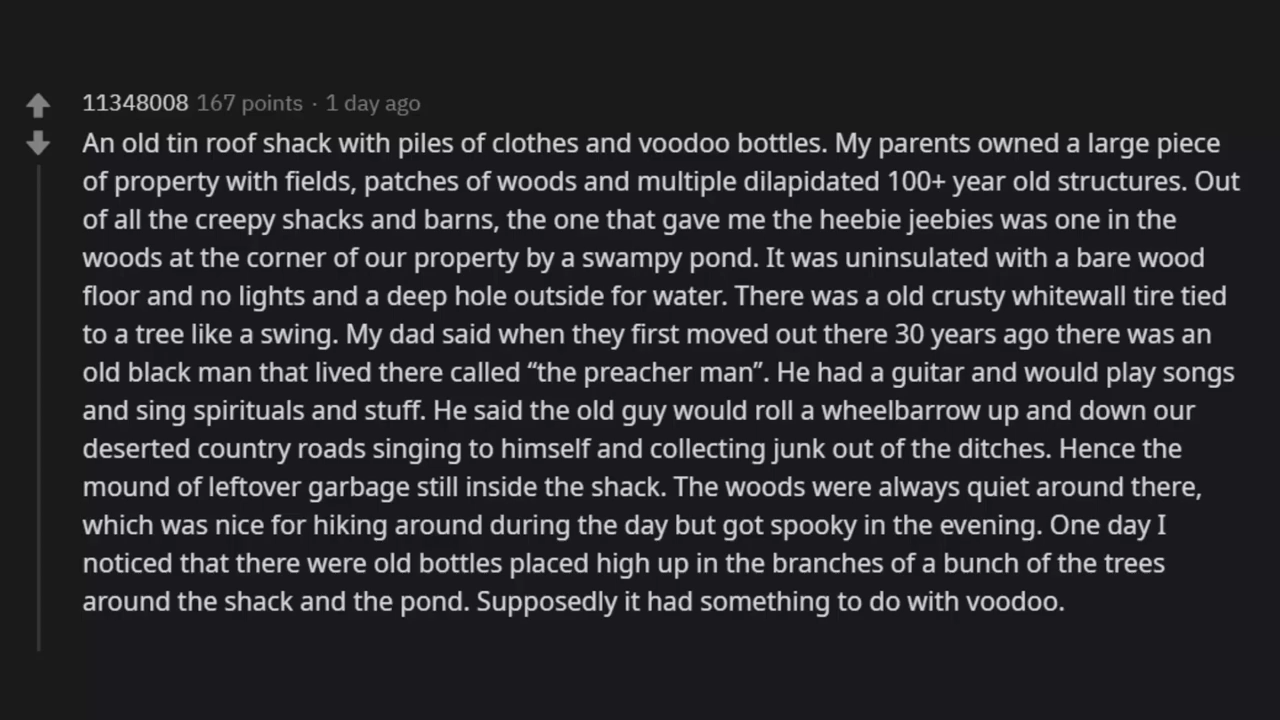 11348008 167 points · 1 day ago
An old tin roof shack with piles of clothes and voodoo bottles. My parents owned a large piece
of property with fields, patches of woods and multiple dilapidated 100+ year old structures. Out
of all the creepy shacks and barns, the one that gave me the heebie jeebies was one in the
woods at the corner of our property by a swampy pond. It was uninsulated with a bare wood
floor and no lights and a deep hole outside for water. There was a old crusty whitewall tire tied
to a tree like a swing. My dad said when they first moved out there 30 years ago there was an
old black man that lived there called “the preacher man”. He had a guitar and would play songs
and sing spirituals and stuff. He said the old guy would roll a wheelbarrow up and down our
deserted country roads singing to himself and collecting junk out of the ditches. Hence the
mound of leftover garbage still inside the shack. The woods were always quiet around there,
which was nice for hiking around during the day but got spooky in the evening. One day I
noticed that there were old bottles placed high up in the branches of a bunch of the trees
around the shack and the pond. Supposedly it had something to do with voodoo.